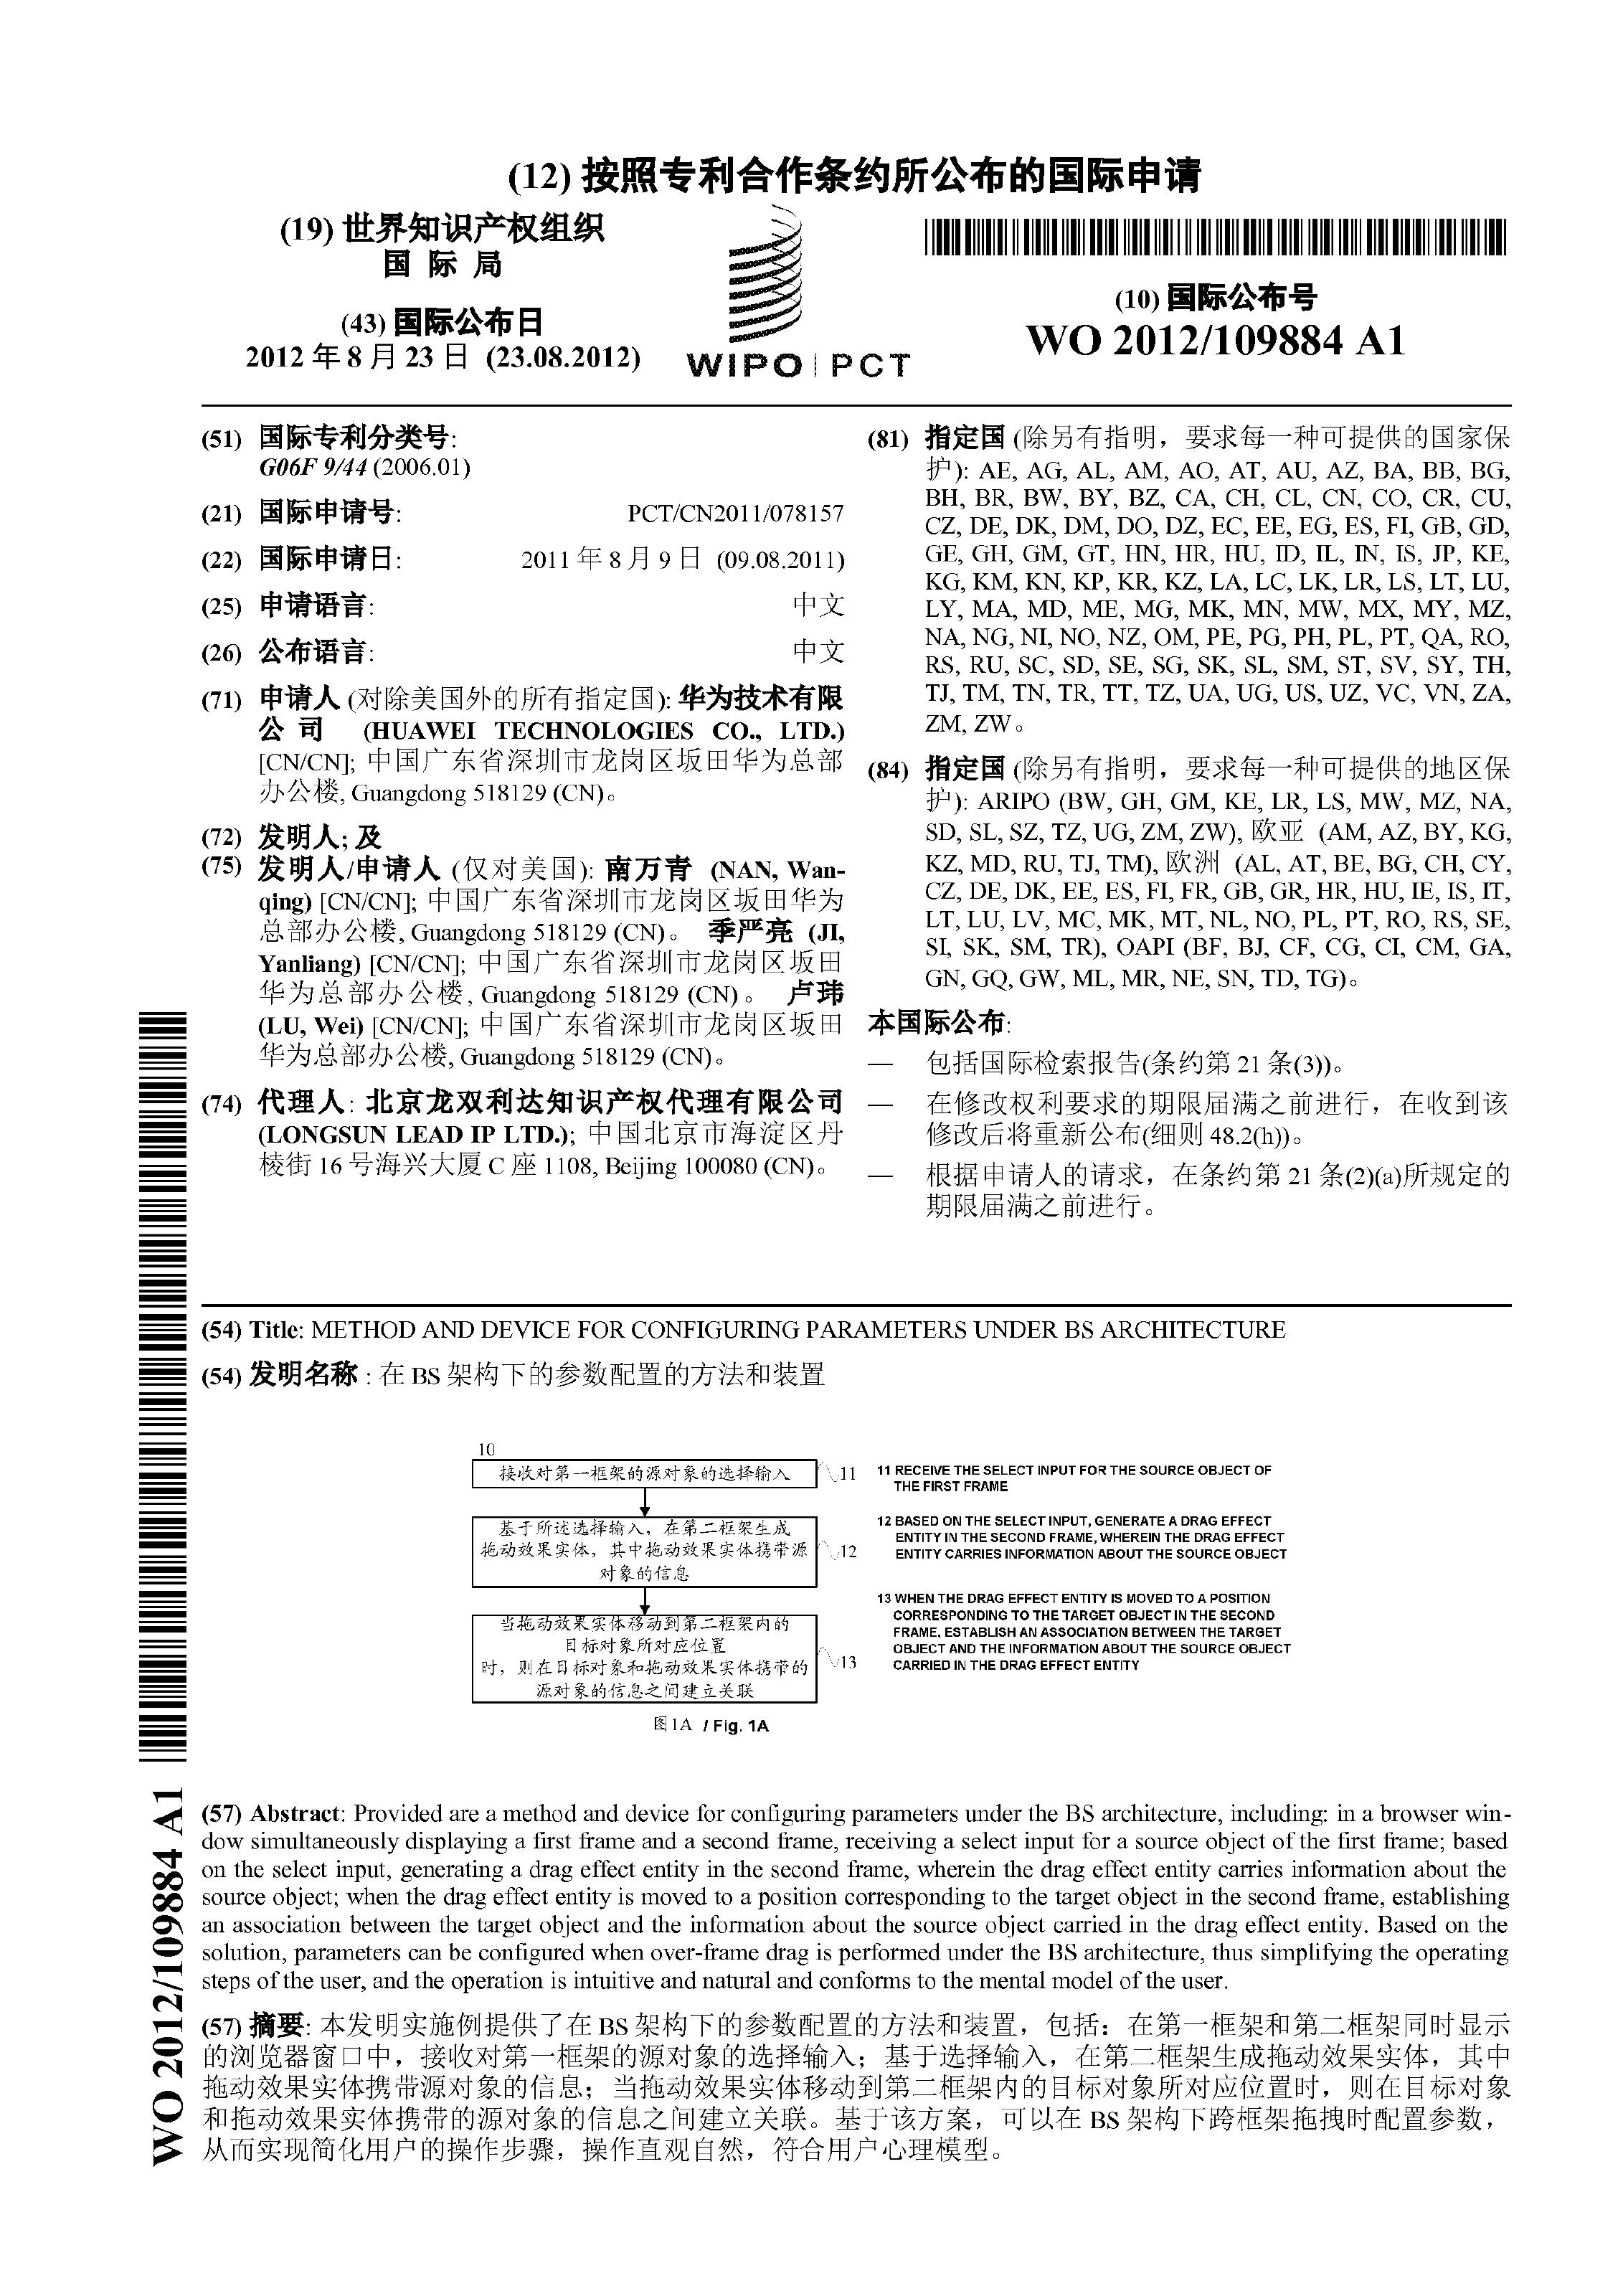 (12) 按照专利合作条约所公布的国际申请
(19) 世界知识产权组织
国 际 局
(43) 国际公布日
2012 年 8 月 23 日 (23.08.2012)
WIPO | PCT
(10) 国际公布号
WO 2012/109884 A1
(51) 国际专利分类号:
G06F 9/44 (2006.01)
(21) 国际申请号: PCT/CN2011/078157
(22) 国际申请日: 2011 年 8 月 9 日 (09.08.2011)
(25) 申请语言: 中文
(26) 公布语言: 中文
(71) 申请人 (对除美国外的所有指定国): 华为技术有限
公司 (HUAWEI TECHNOLOGIES CO., LTD.)
[CN/CN]; 中国广东省深圳市龙岗区坂田华为总部
办公楼, Guangdong 518129 (CN)。
(72) 发明人; 及
(75) 发明人/申请人 (仅对美国): 南万青 (NAN, Wan-
qing) [CN/CN]; 中国广东省深圳市龙岗区坂田华为
总部办公楼, Guangdong 518129 (CN)。 季严亮 (JI,
Yanliang) [CN/CN]; 中国广东省深圳市龙岗区坂田
华为总部办公楼, Guangdong 518129 (CN)。 卢玮
(LU, Wei) [CN/CN]; 中国广东省深圳市龙岗区坂田
华为总部办公楼, Guangdong 518129 (CN)。
(74) 代理人: 北京龙双利达知识产权代理有限公司
(LONGSUN LEAD IP LTD.); 中国北京市海淀区丹
棱街 16 号海兴大厦 C 座 1108, Beijing 100080 (CN)。
(81) 指定国 (除另有指明，要求每一种可提供的国家保
护): AE, AG, AL, AM, AO, AT, AU, AZ, BA, BB, BG,
BH, BR, BW, BY, BZ, CA, CH, CL, CN, CO, CR, CU,
CZ, DE, DK, DM, DO, DZ, EC, EE, EG, ES, FI, GB, GD,
GE, GH, GM, GT, HN, HR, HU, ID, IL, IN, IS, JP, KE,
KG, KM, KN, KP, KR, KZ, LA, LC, LK, LR, LS, LT, LU,
LY, MA, MD, ME, MG, MK, MN, MW, MX, MY, MZ,
NA, NG, NI, NO, NZ, OM, PE, PG, PH, PL, PT, QA, RO,
RS, RU, SC, SD, SE, SG, SK, SL, SM, ST, SV, SY, TH,
TJ, TM, TN, TR, TT, TZ, UA, UG, US, UZ, VC, VN, ZA,
ZM, ZW。
(84) 指定国 (除另有指明，要求每一种可提供的地区保
护): ARIPO (BW, GH, GM, KE, LR, LS, MW, MZ, NA,
SD, SL, SZ, TZ, UG, ZM, ZW), 欧亚 (AM, AZ, BY, KG,
KZ, MD, RU, TJ, TM), 欧洲 (AL, AT, BE, BG, CH, CY,
CZ, DE, DK, EE, ES, FI, FR, GB, GR, HR, HU, IE, IS, IT,
LT, LU, LV, MC, MK, MT, NL, NO, PL, PT, RO, RS, SE,
SI, SK, SM, TR), OAPI (BF, BJ, CF, CG, CI, CM, GA,
GN, GQ, GW, ML, MR, NE, SN, TD, TG)。
本国际公布:
— 包括国际检索报告(条约第 21 条(3))。
— 在修改权利要求的期限届满之前进行，在收到该
修改后将重新公布(细则 48.2(h))。
— 根据申请人的请求，在条约第 21 条(2)(a)所规定的
期限届满之前进行。
(54) Title: METHOD AND DEVICE FOR CONFIGURING PARAMETERS UNDER BS ARCHITECTURE
(54) 发明名称 : 在 BS 架构下的参数配置的方法和装置
10
接收对第一框架的源对象的选择输入 11
基于所述选择输入，在第二框架生成
拖动效果实体，其中拖动效果实体携带源
对象的信息
12
当拖动效果实体移动到第二框架内的
目标对象所对应位置
时，则在目标对象和拖动效果实体携带的
源对象的信息之间建立关联
13
11 RECEIVE THE SELECT INPUT FOR THE SOURCE OBJECT OF
THE FIRST FRAME
12 BASED ON THE SELECT INPUT, GENERATE A DRAG EFFECT
ENTITY IN THE SECOND FRAME, WHEREIN THE DRAG EFFECT
ENTITY CARRIES INFORMATION ABOUT THE SOURCE OBJECT
13 WHEN THE DRAG EFFECT ENTITY IS MOVED TO A POSITION
CORRESPONDING TO THE TARGET OBJECT IN THE SECOND
FRAME, ESTABLISH AN ASSOCIATION BETWEEN THE TARGET
OBJECT AND THE INFORMATION ABOUT THE SOURCE OBJECT
CARRIED IN THE DRAG EFFECT ENTITY
图1A / Fig. 1A
(57) Abstract: Provided are a method and device for configuring parameters under the BS architecture, including: in a browser win-
dow simultaneously displaying a first frame and a second frame, receiving a select input for a source object of the first frame; based
on the select input, generating a drag effect entity in the second frame, wherein the drag effect entity carries information about the
source object; when the drag effect entity is moved to a position corresponding to the target object in the second frame, establishing
an association between the target object and the information about the source object carried in the drag effect entity. Based on the
solution, parameters can be configured when over-frame drag is performed under the BS architecture, thus simplifying the operating
steps of the user, and the operation is intuitive and natural and conforms to the mental model of the user.
(57) 摘要: 本发明实施例提供了在 BS 架构下的参数配置的方法和装置，包括：在第一框架和第二框架同时显示
的浏览器窗口中，接收对第一框架的源对象的选择输入；基于选择输入，在第二框架生成拖动效果实体，其中
拖动效果实体携带源对象的信息；当拖动效果实体移动到第二框架内的目标对象所对应位置时，则在目标对象
和拖动效果实体携带的源对象的信息之间建立关联。基于该方案，可以在 BS 架构下跨框架拖拽时配置参数，
从而实现简化用户的操作步骤，操作直观自然，符合用户心理模型。
WO 2012/109884 A1